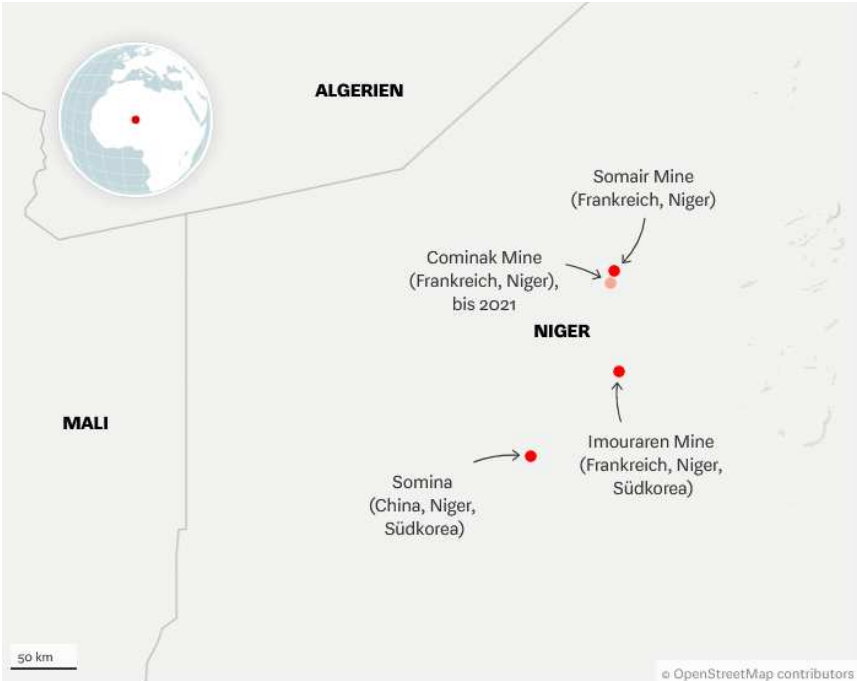 ALGERIEN
Somair Mine
(Frankreich, Niger)
Cominak Mine
(Frankreich, Niger),
bis 2021
NIGER
MALI
Imouraren Mine
(Frankreich, Niger,
Südkorea)
Somina
(China, Niger,
Südkorea)
50 km
© OpenStreetMap contributors